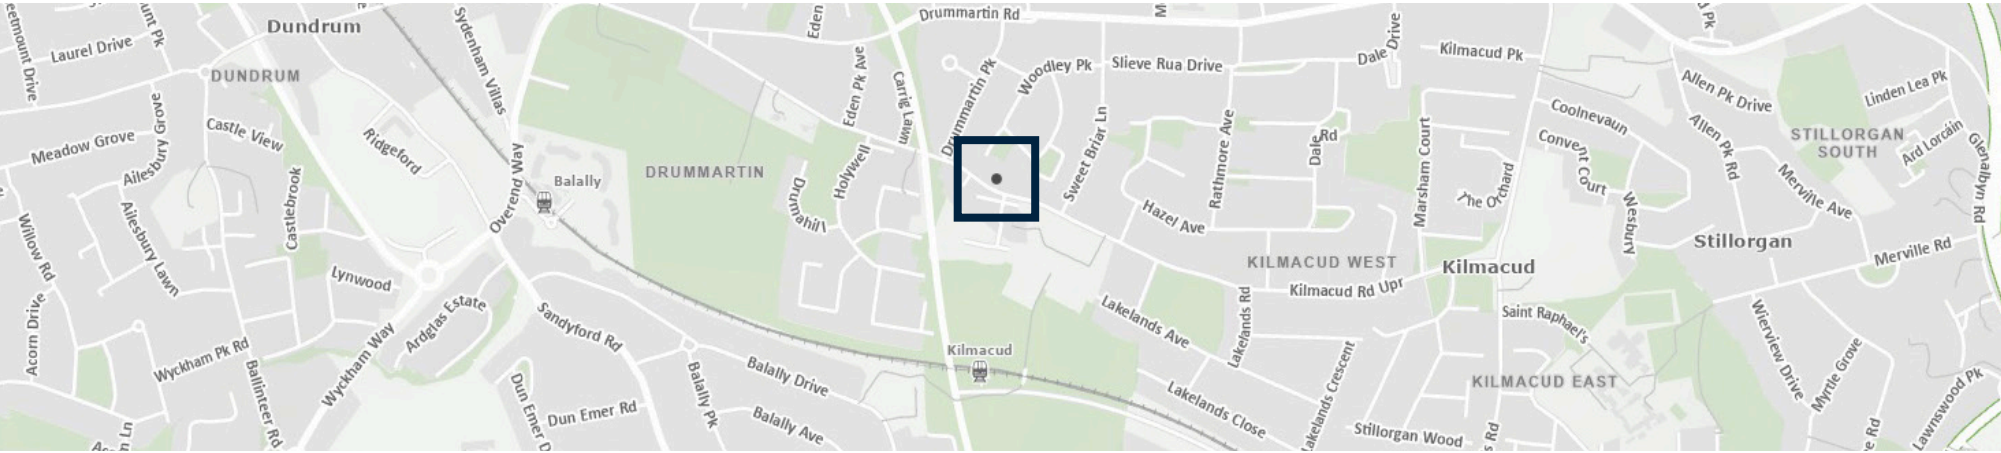 Dundrum
Laurel Drive
DUNDRUM
Sydenham Villas
Eden
Drummartin Rd
Dale Drive
Kilmacud Pk
Meadow Grove
Ailesbury Grove
Castle View
Ridgeford
Overend Way
Balally
DRUMMARTIN
Eden Pk Ave
Carrig Lawn
Holywell
Drumahill
Drummartin Pk
Woodley Pk
Slieve Rua Drive
Sweet Briar Ln
Rathmore Ave
Dale Rd
Hazel Ave
Marsham Court
The Orchard
Coolnevaun
Convent Court
Westbury
Allen Pk Drive
Allen Pk Rd
Merville Ave
Linden Lea Pk
STILLORGAN
SOUTH
Ard Lorcáin
Glenalbyn Rd
Stillorgan
Merville Rd
Willow Rd
Ailesbury Lawn
Castlebrook
Lynwood
Acorn Drive
Wyckham Pk Rd
Ballinteer Rd
Wyckham Way
Ardglas Estate
Sandyford Rd
Dun Emer Rd
Dun Emer D
Balally Pk
Balally Drive
Balally Ave
Kilmacud
Lakelands Ave
Lakelands Rd
KILMACUD WEST
Kilmacud Rd Upr
Kilmacud
Lakelands Close
Lakelands Crescent
Stillorgan Wood
Saint Raphael's
KILMACUD EAST
Wierview Drive
Myrtle Grove
Lawnswood Pk